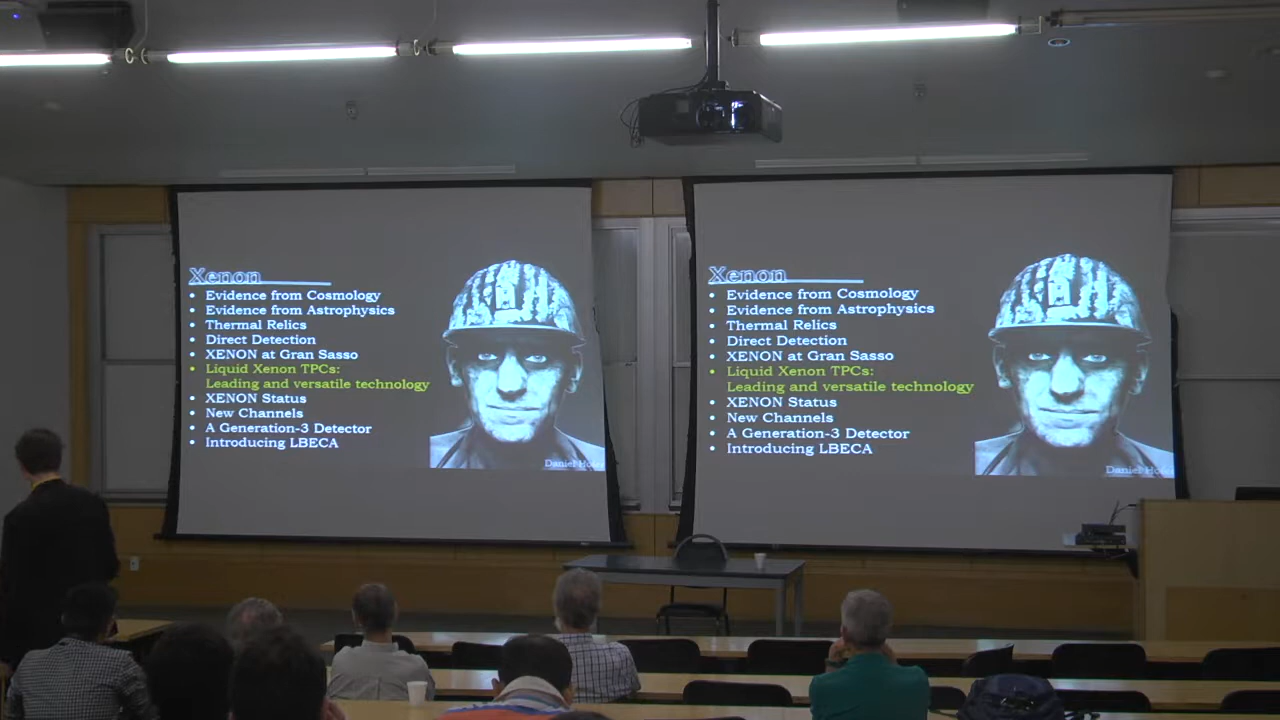 Xenon
• Evidence from Cosmology
• Evidence from Astrophysics
• Thermal Relics
• Direct Detection
• XENON at Gran Sasso
• Liquid Xenon TPCs:
Leading and versatile technology
• XENON Status
• New Channels
• A Generation-3 Detector
• Introducing LBECA
Daniel
Xenon
• Evidence from Cosmology
• Evidence from Astrophysics
• Thermal Relics
• Direct Detection
• XENON at Gran Sasso
• Liquid Xenon TPCs:
Leading and versatile technology
• XENON Status
• New Channels
• A Generation-3 Detector
• Introducing LBECA
Daniel